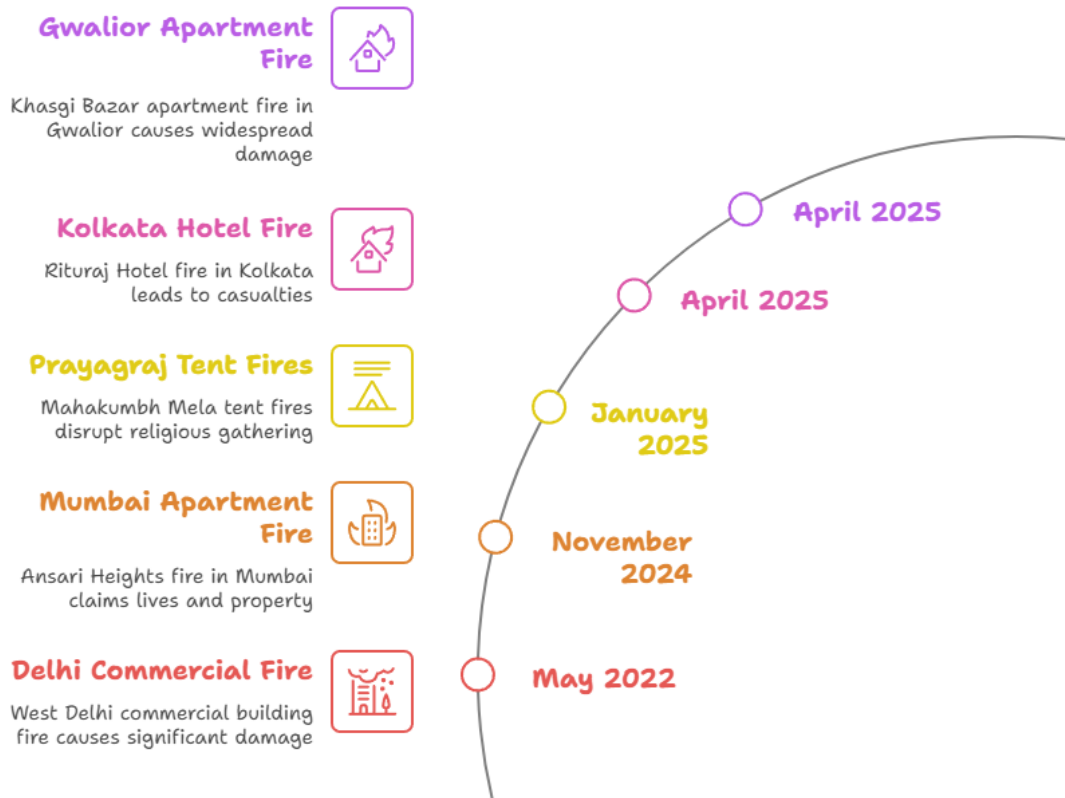 Gwalior Apartment
Fire
Khasgi Bazar apartment fire in
Gwalior causes widespread
damage
April 2025
Kolkata Hotel Fire
Rituraj Hotel fire in Kolkata
leads to casualties
April 2025
Prayagraj Tent Fires
Mahakumbh Mela tent fires
disrupt religious gathering
January
2025
Mumbai Apartment
Fire
Ansari Heights fire in Mumbai
claims lives and property
November
2024
Delhi Commercial Fire
West Delhi commercial building
fire causes significant damage
May 2022